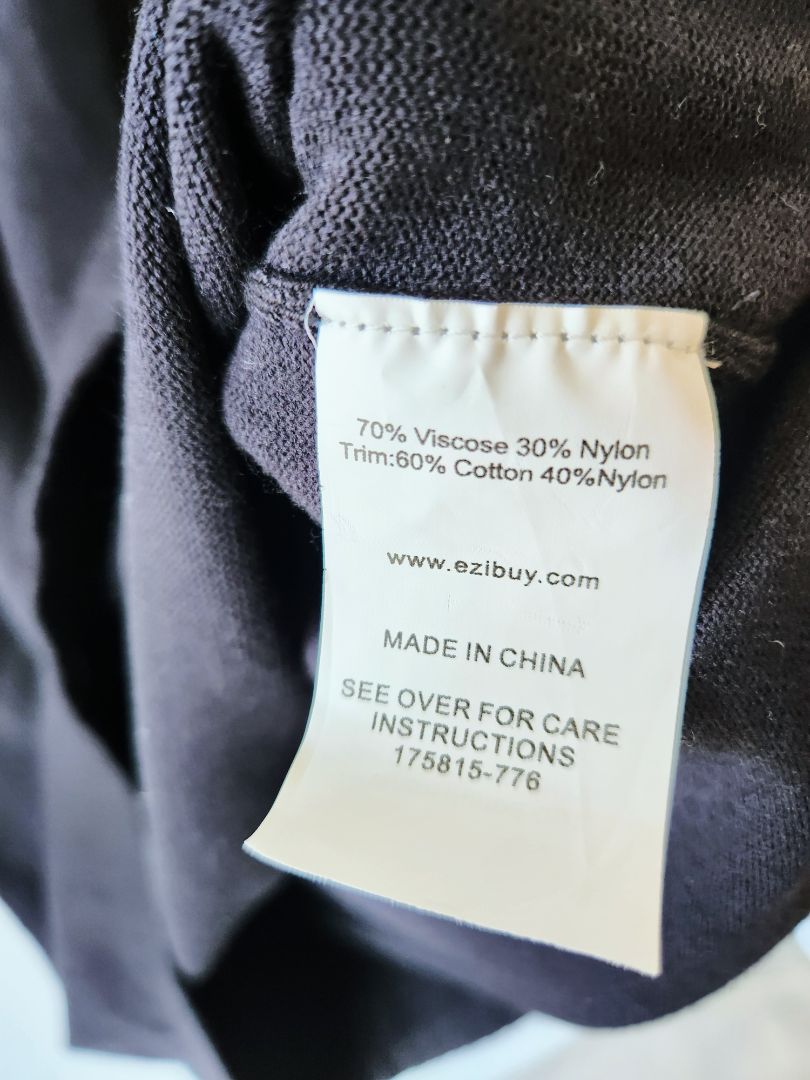 70% Viscose 30% Nylon
Trim:60% Cotton 40%Nylon
www.ezibuy.com
MADE IN CHINA
SEE OVER FOR CARE
INSTRUCTIONS
175815-776